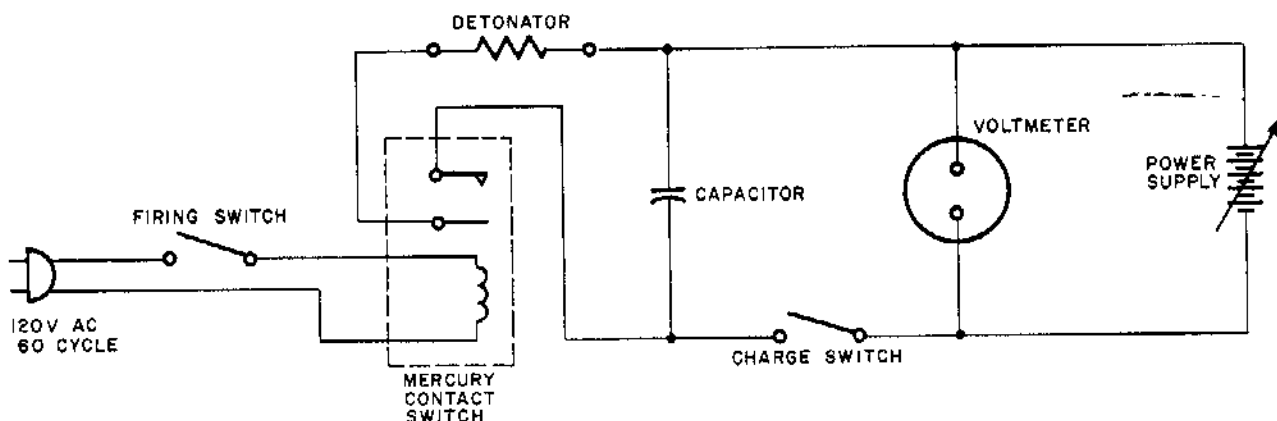 DETONATOR
VOLTMETER
POWER
SUPPLY
CAPACITOR
FIRING SWITCH
120V AC
60 CYCLE
CHARGE SWITCH
MERCURY
CONTACT
SWITCH